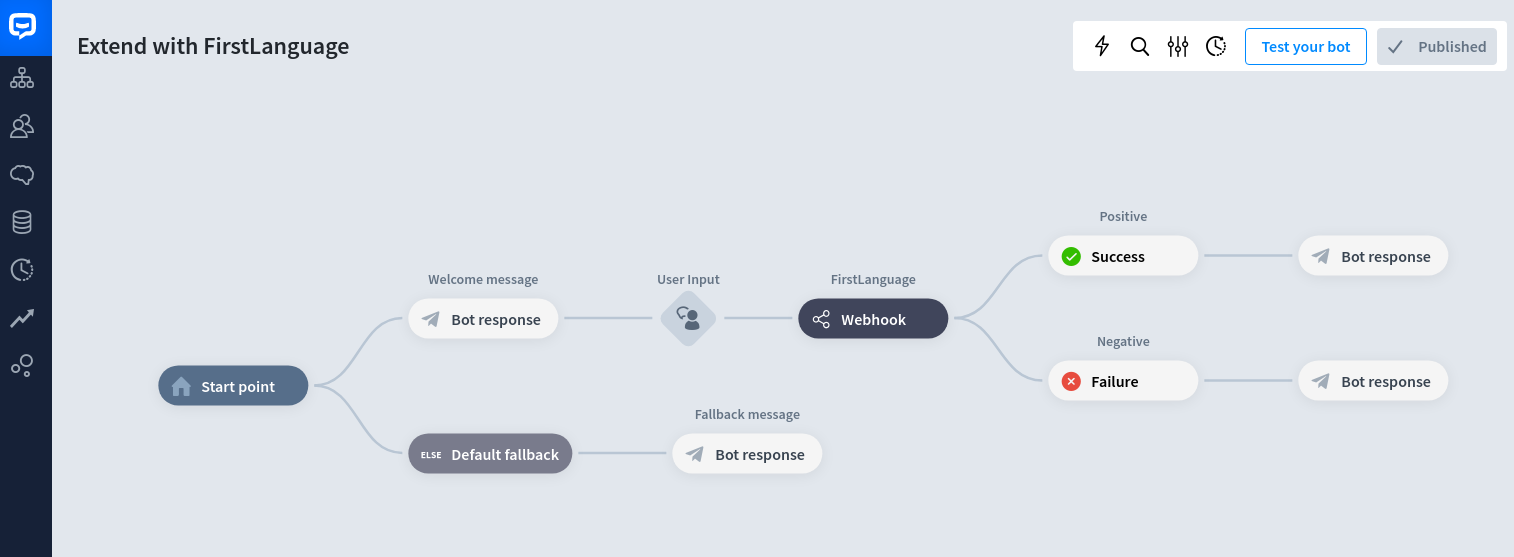 Extend with FirstLanguage
Test your bot
Published
Positive
Success
Bot response
Welcome message
User Input
FirstLanguage
Bot response
Webhook
Negative
Failure
Bot response
Start point
Fallback message
ELSE Default fallback
Bot response